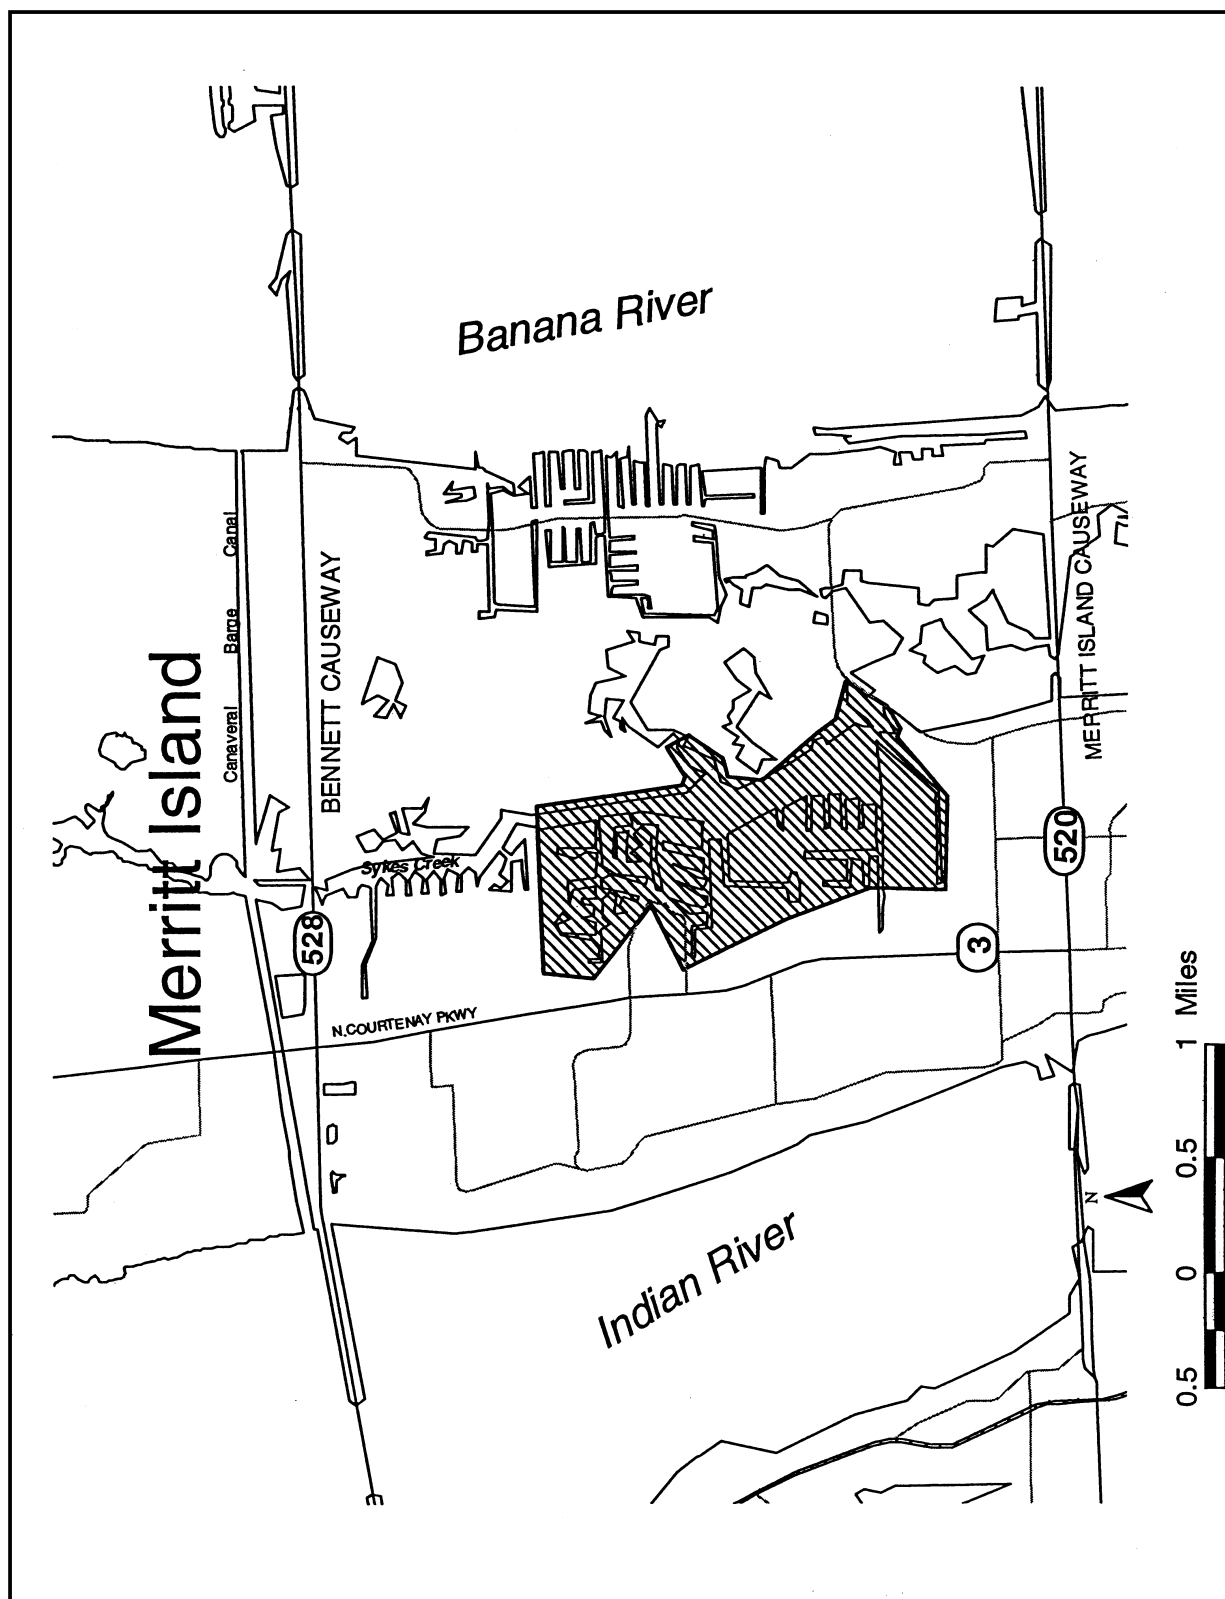 Merritt Island
Canaveral Barge Canal
BENNETT CAUSEWAY
Banana River
Sykes Creek
528
N.COURTENAY PKWY
MERRITT ISLAND CAUSEWAY
520
3
Indian River
N
0.5 0 0.5 1 Miles